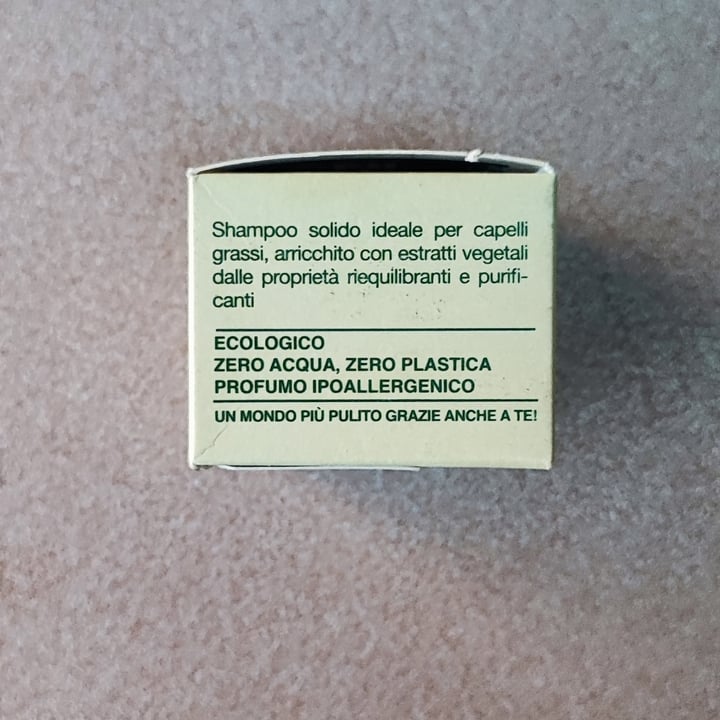 Shampoo solido ideale per capelli
grassi, arricchito con estratti vegetali
dalle proprietà riequilibranti e purifi-
canti
ECOLOGICO
ZERO ACQUA, ZERO PLASTICA
PROFUMO IPOALLERGENICO
UN MONDO PIÙ PULITO GRAZIE ANCHE A TE!